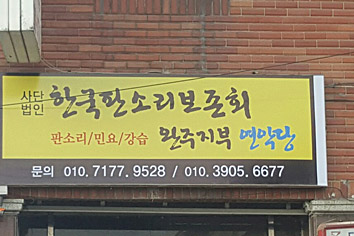 사단법인 한국판소리보존회
판소리/민요/강습 완주지부 연악당
문의 010. 7177. 9528 / 010. 3905. 6677